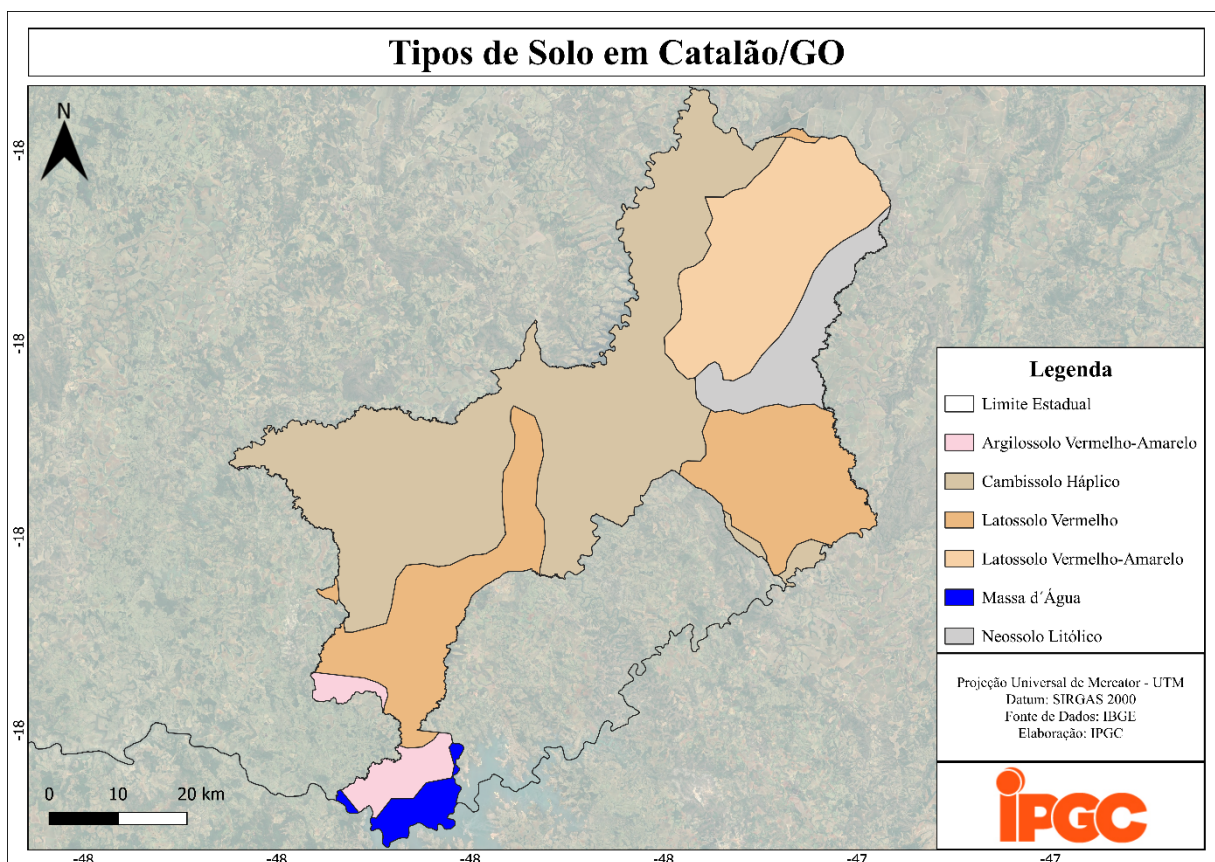 Tipos de Solo em Catalão/GO
N
-18
-18
-18
-18
Legenda
Limite Estadual
Argilossolo Vermelho-Amarelo
Cambissolo Háplico
Latossolo Vermelho
Latossolo Vermelho-Amarelo
Massa d´Água
Neossolo Litólico
Projeção Universal de Mercator - UTM
Datum: SIRGAS 2000
Fonte de Dados: IBGE
Elaboração: IPGC
0 10 20 km
iPGC
-48 -48 -48 -48 -47 -47